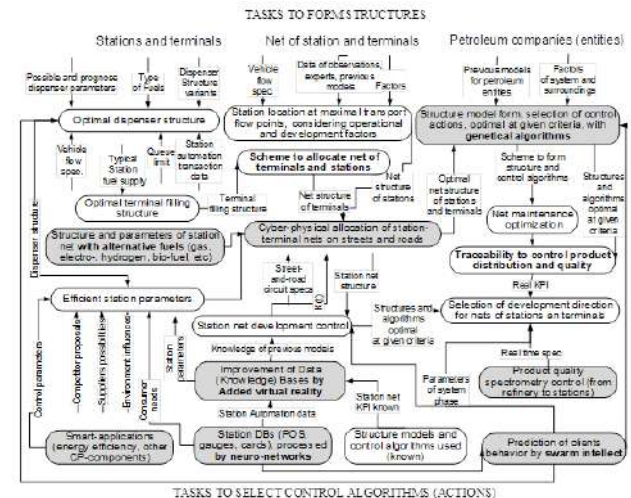 TASKS TO FORM STRUCTURES
Stations and terminals
Net of station and terminals
Petroleum companies (entities)
Possible and prognose
dispenser parameters
Type
of Fuels
Dispenser
Structure
variants
Vehicle
flow
spec.
Data of observations,
experts, previous
models
Factors
Previous models
for petroleum
entities
Factors
of system and
surroundings
Optimal dispenser structure
Station location at maximal transport
flow points, considering operational
and development factors
Structure model form, selection of control
actions, optimal at given criteria, with
genetical algorithms
Vehicle
flow
spec.
Typical
Station
fuel supply
Queue
limit
Station
automation
transaction
data
Scheme to allocate net of
terminals and stations
Optimal terminal filling
structure
Terminal
filling structure
Net structure
of terminals
Net
structure
of stations
Optimal
net structure
of stations
and terminals
Scheme to form
structure and
control algorithms
Structures
and
algorithms
optimal
at given
criteria
Net maintenance
optimization
Dispenser structure
Structure and parameters of station
net with alternative fuels (gas,
electro-, hydrogen, bio-fuel, etc)
Cyber-physical allocation of station-
terminal nets on streets and roads
Traceability to control product
distribution and quality
Street-
and-road
circuit specs
Station net
structure
Real KPI
Efficient station parameters
Station net development control
Structures and
algorithms
optimal
at given criteria
Selection of development direction
for nets of stations an terminals
Control parameters
Competitor proposals
Suppliers possibilities
Environment influences
Consumer
needs
Station
parameters
Knowledge of previous models
Improvement of Data
(Knowledge) Bases by
Added virtual reality
Real time spec
Parameters
of system
phase
Product quality
spectrometry control (from
refinery to stations)
Station Automation data
Station net
KPI known
Smart-applications
(energy efficiency, other
CP-components)
Station DBs (POS,
gauges, cards), processed
by neuro-networks
Structure models and
control algorithms used
(known)
Prediction of clients
behavior by swarm intellect
TASKS TO SELECT CONTROL ALGORITHMS (ACTIONS)